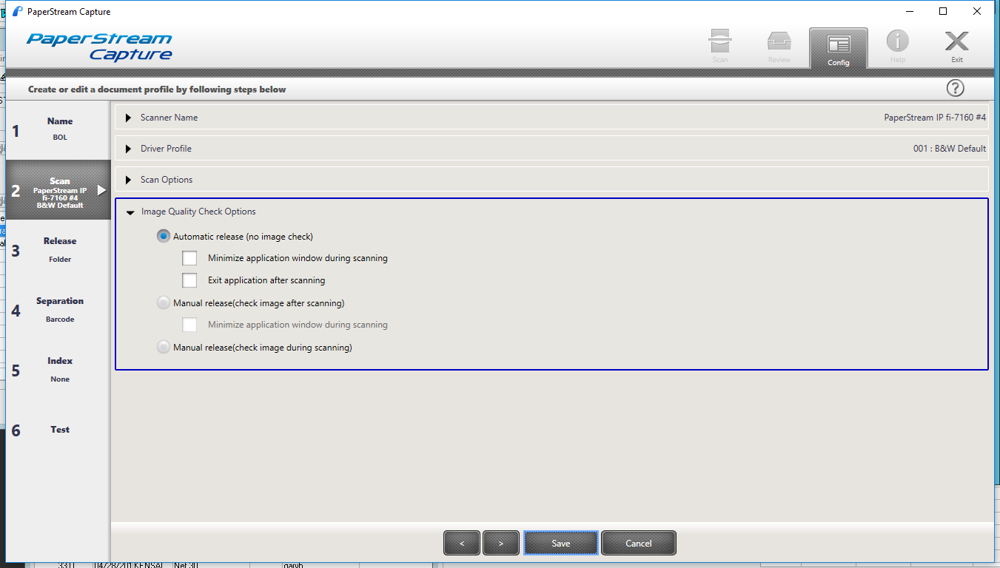 PaperStream Capture
PaperStream
Capture
Scan
Review
Config
Help
Exit
Create or edit a document profile by following steps below
?
1
Name
BOL
2
Scan
PaperStream IP
fi-7160 #4
B&W Default
3
Release
Folder
4
Separation
Barcode
5
Index
None
6
Test
Scanner Name
PaperStream IP fi-7160 #4
Driver Profile
001 : B&W Default
Scan Options
Image Quality Check Options
Automatic release (no image check)
Minimize application window during scanning
Exit application after scanning
Manual release(check image after scanning)
Minimize application window during scanning
Manual release(check image during scanning)
<
>
Save
Cancel
Net 30